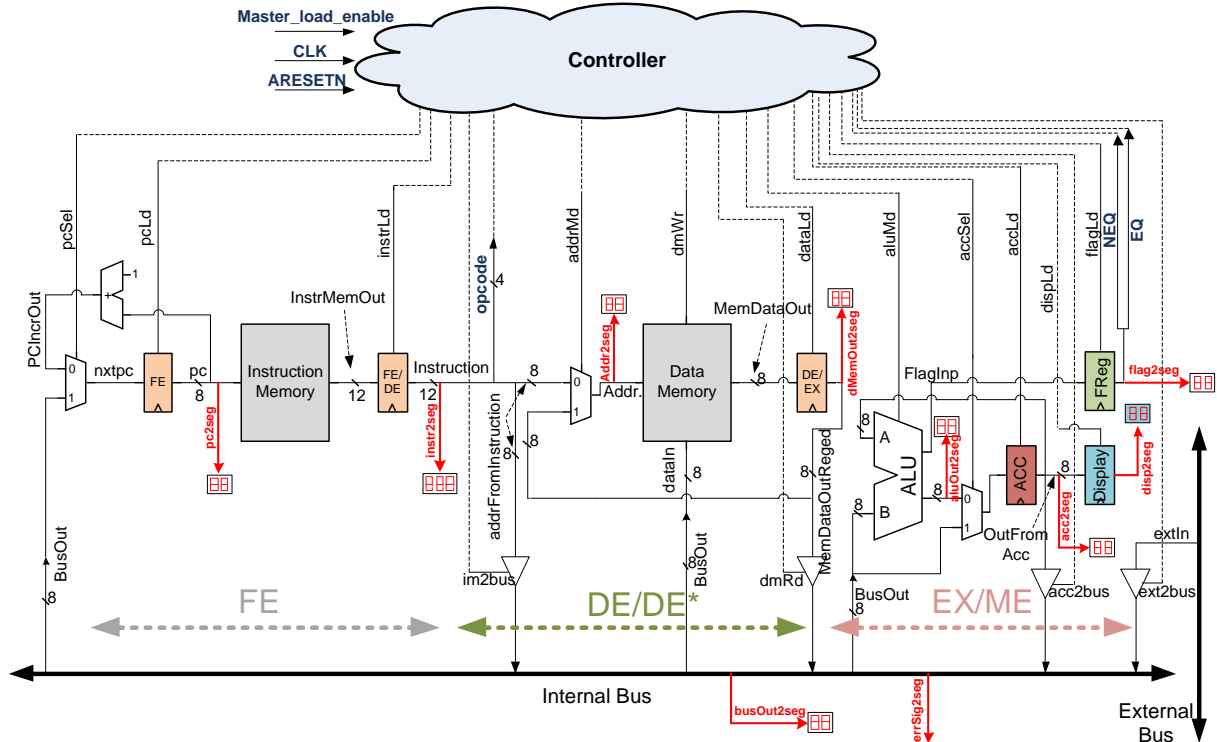 Master_load_enable
CLK
ARESETN
Controller
pcSel
pcLd
instrLd
opcode
4
addrMd
dmWr
dataLd
aluMd
accSel
accLd
dispLd
flagLd
NEQ
EQ
PCIncrOut
1
+
0
1
nxtpc
FE
pc
8
pc2seg
Instruction
Memory
InstrMemOut
12
FE/
DE
Instruction
12
instr2seg
addrFromInstruction
8
8
8
0
1
Addr2seg
Addr.
Data
Memory
MemDataOut
8
DE/
EX
dMemOut2seg
MemDataOutReged
8
dataIn
8
FlagInp
8
A
B
ALU
8
8
aluOut2seg
0
1
ACC
OutFrom
Acc
8
acc2seg
Display
disp2seg
FReg
flag2seg
extIn
BusOut
8
im2bus
BusOut
8
dmRd
BusOut
8
acc2bus
ext2bus
FE
DE/DE*
EX/ME
Internal Bus
busOut2seg
errSig2seg
External
Bus